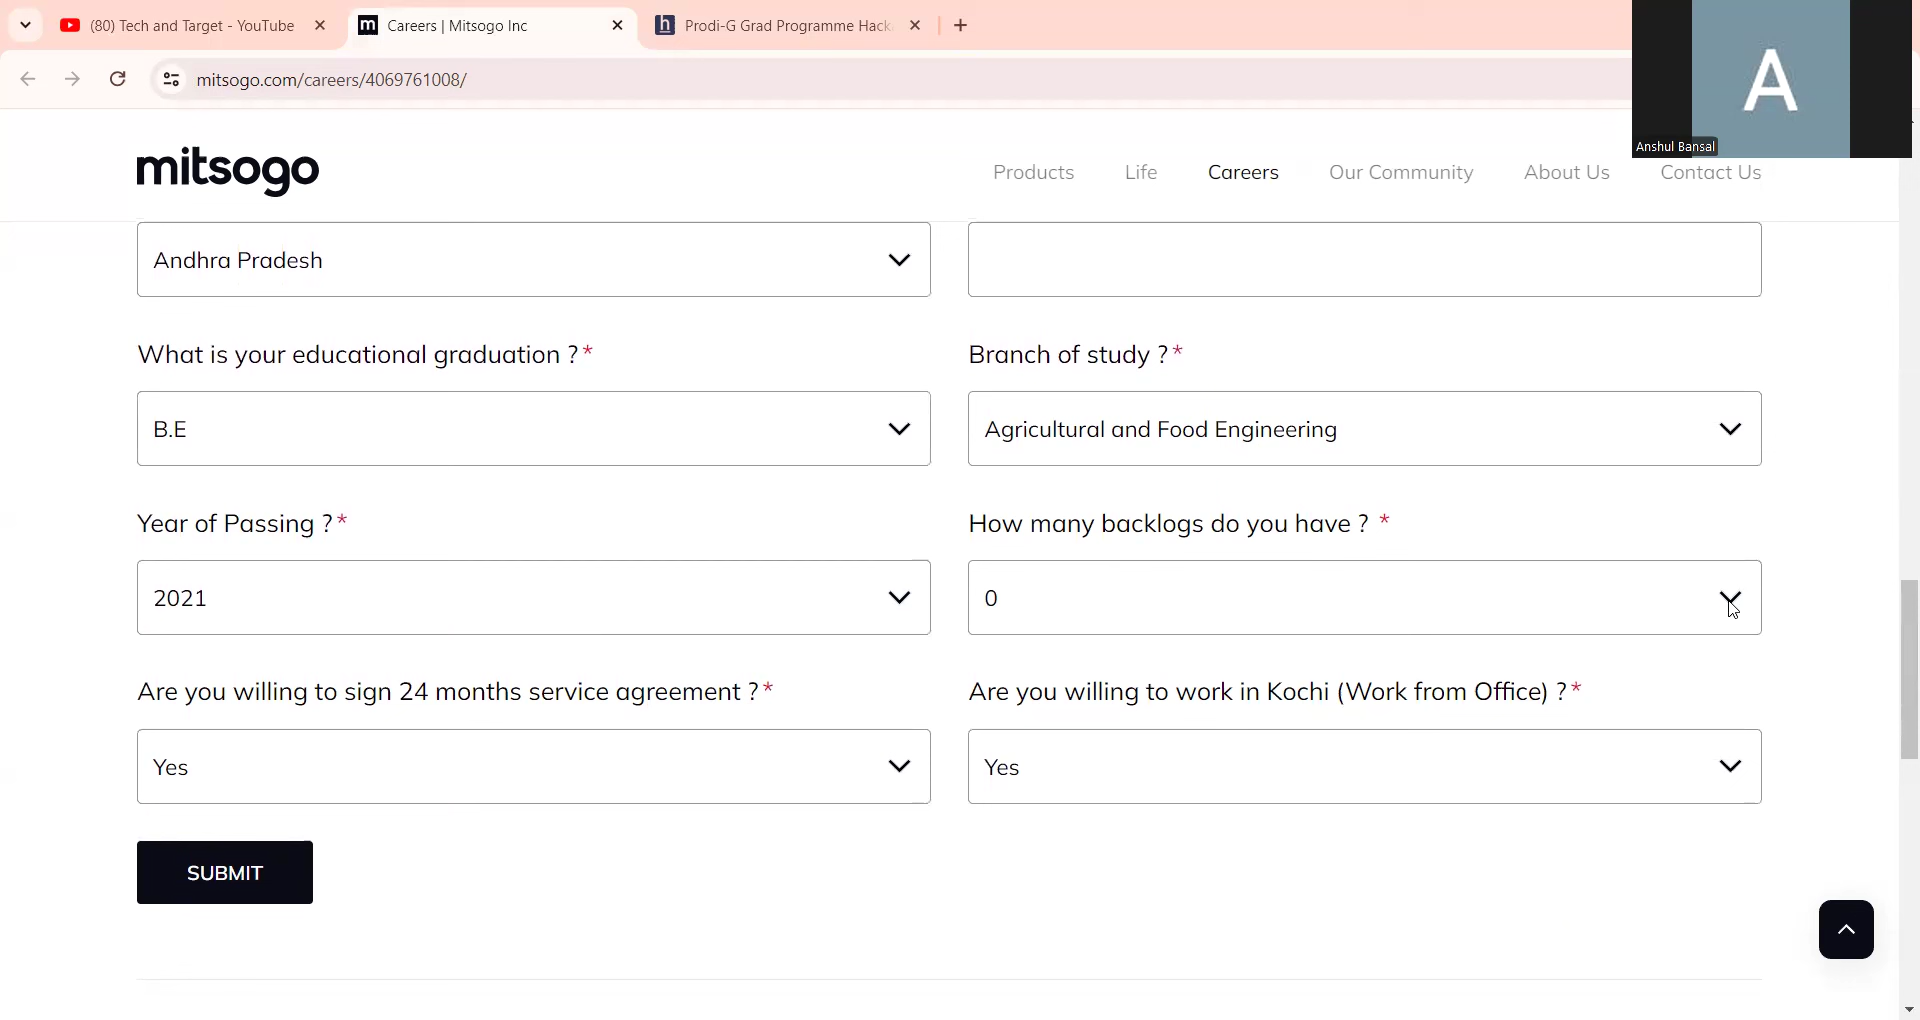 (80) Tech and Target - YouTube
Careers | Mitsogo Inc
Prodi-G Grad Programme Hack
mitsogo.com/careers/4069761008/
A
Anshul Bansal
mitsogo
Products
Life
Careers
Our Community
About Us
Contact Us
Andhra Pradesh
What is your educational graduation ?*
Branch of study ?*
B.E
Agricultural and Food Engineering
Year of Passing ?*
How many backlogs do you have ? *
2021
0
Are you willing to sign 24 months service agreement ?*
Are you willing to work in Kochi (Work from Office) ?*
Yes
Yes
SUBMIT